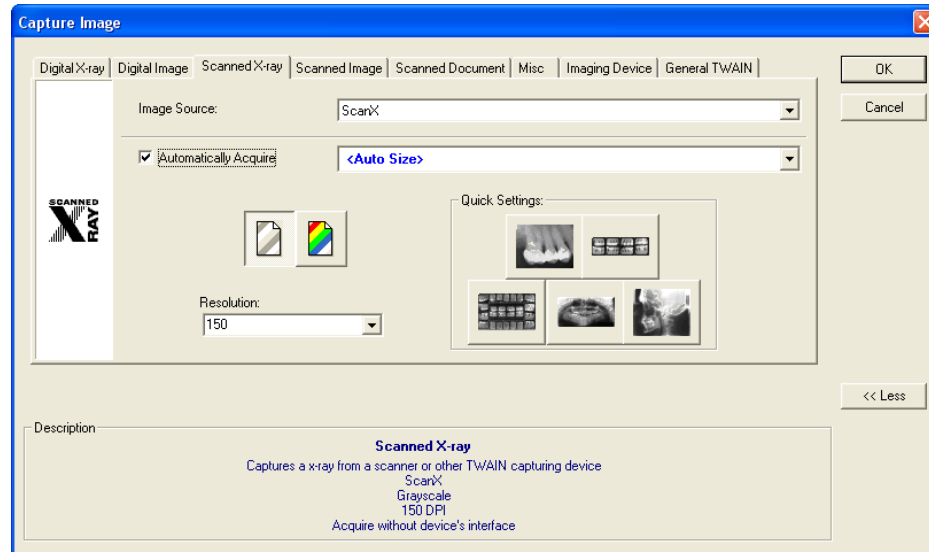 Capture Image
Digital X-ray Digital Image Scanned X-ray Scanned Image Scanned Document Misc Imaging Device General TWAIN
OK
Image Source: ScanX
Cancel
Automatically Acquire <Auto Size>
SCANNED
X RAY
Quick Settings:
Resolution:
150
<< Less
Description
Scanned X-ray
Captures a x-ray from a scanner or other TWAIN capturing device
ScanX
Grayscale
150 DPI
Acquire without device's interface